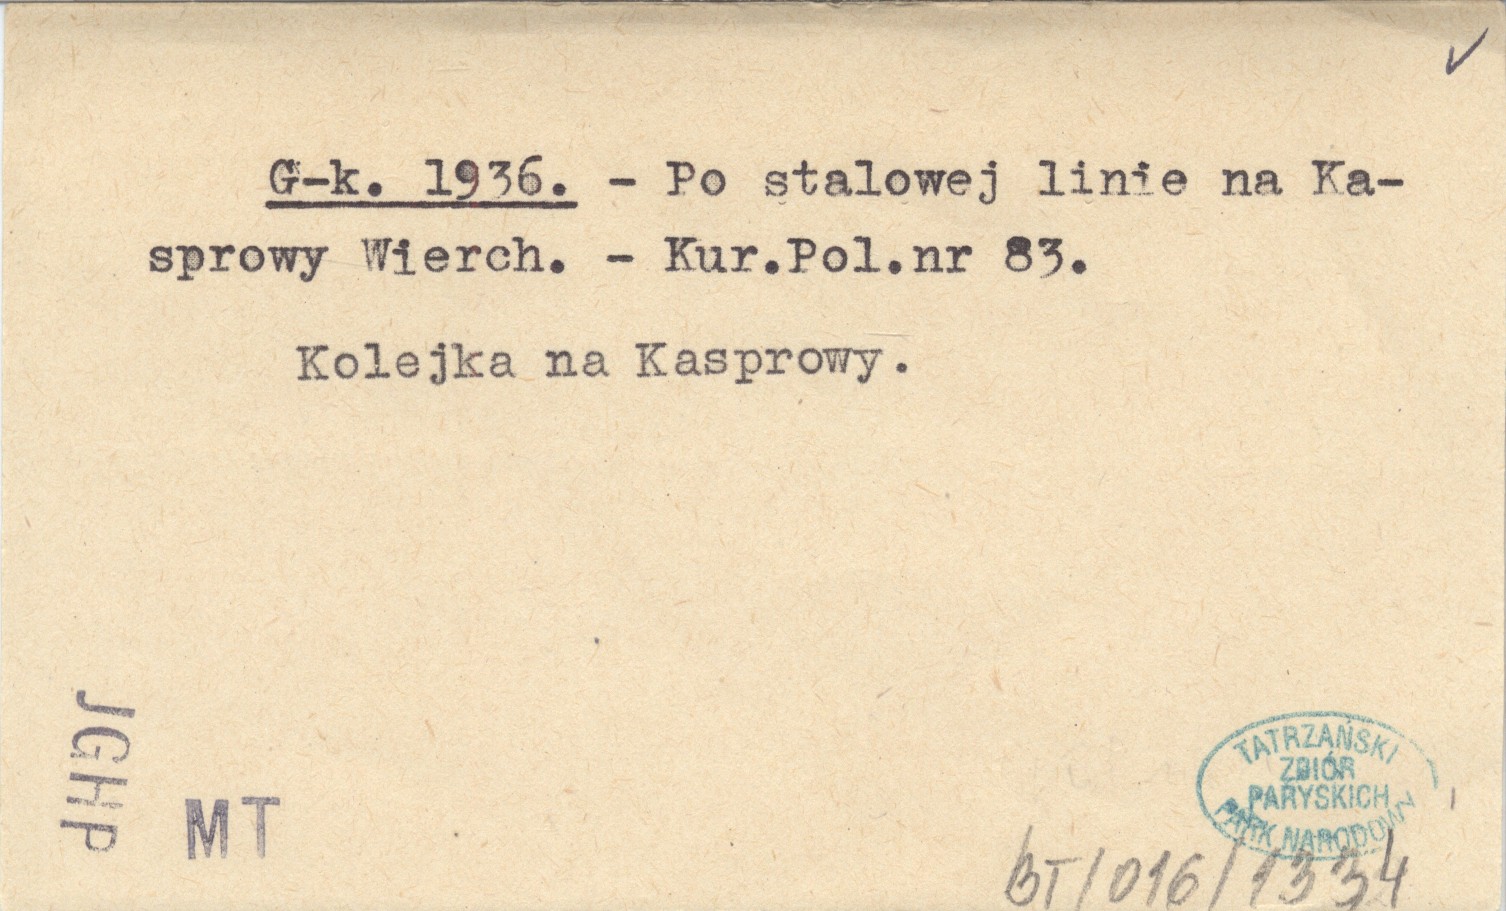 G-k. 1936. - Po stalowej linie na Ka-
sprowy Wierch. - Kur.Pol.nr 83.
Kolejka na Kasprowy.
JGHP
MT
TATRZAŃSKI
ZBIÓR
PARYSKICH
PARK NARODOWY
BT/016/1334